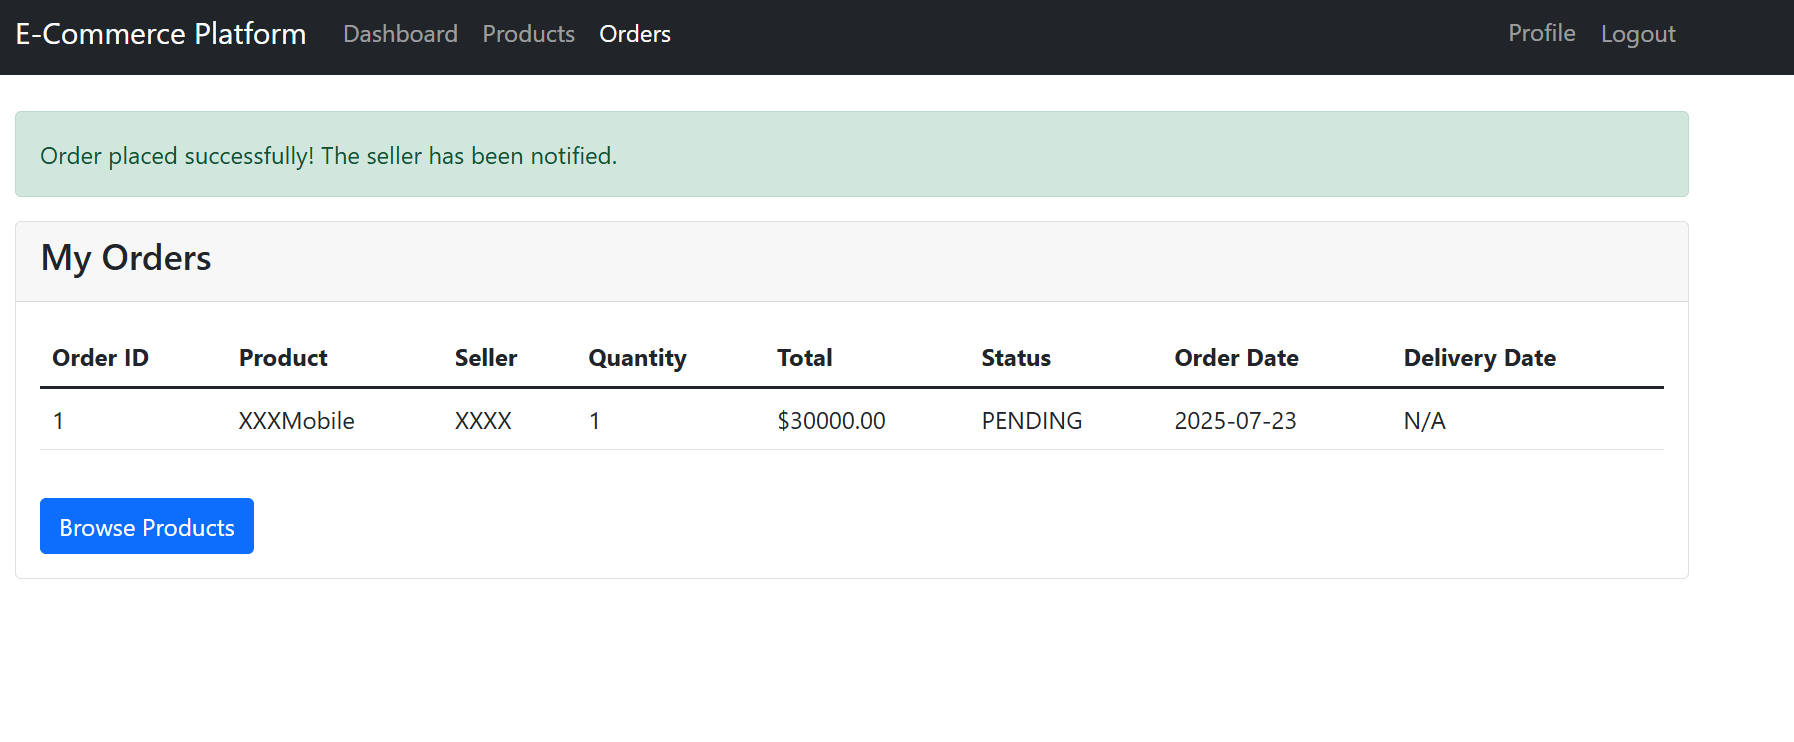 E-Commerce Platform Dashboard Products Orders Profile Logout
Order placed successfully! The seller has been notified.
My Orders
Order ID Product Seller Quantity Total Status Order Date Delivery Date
1 XXXMobile XXXX 1 $30000.00 PENDING 2025-07-23 N/A
Browse Products